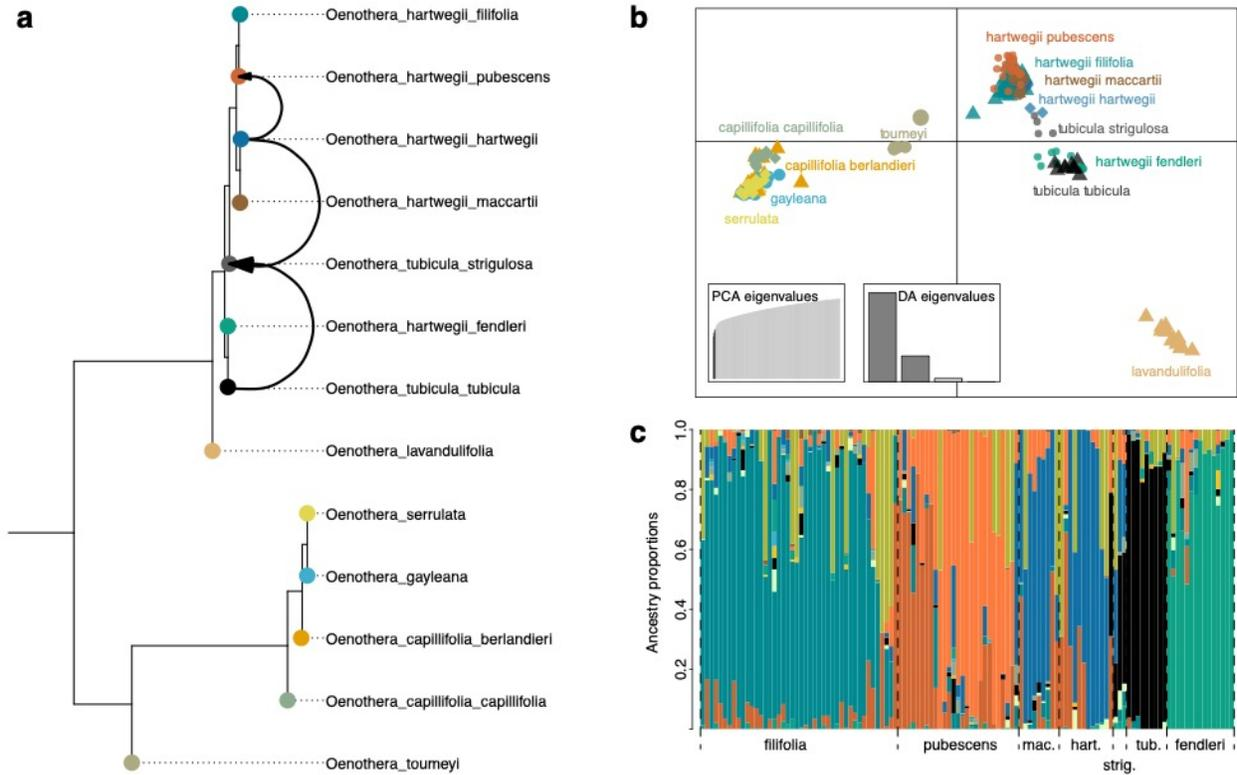 a
Oenothera_hartwegii_filifolia
Oenothera_hartwegii_pubescens
Oenothera_hartwegii_hartwegii
Oenothera_hartwegii_maccartii
Oenothera_tubicula_strigulosa
Oenothera_hartwegii_fendleri
Oenothera_tubicula_tubicula
Oenothera_lavandulifolia
Oenothera_serrulata
Oenothera_gayleana
Oenothera_capillifolia_berlandieri
Oenothera_capillifolia_capillifolia
Oenothera_toumeyi
b
hartwegii pubescens
hartwegii filifolia
hartwegii maccartii
hartwegii hartwegii
tubicula strigulosa
capillifolia capillifolia
toumeyi
capillifolia berlandieri
hartwegii fendleri
gayleana
tubicula tubicula
serrulata
PCA eigenvalues
DA eigenvalues
lavandulifolia
c
Ancestry proportions
1.0
0.8
0.6
0.4
0.2
filifolia
pubescens
mac.
hart.
strig.
tub.
fendleri